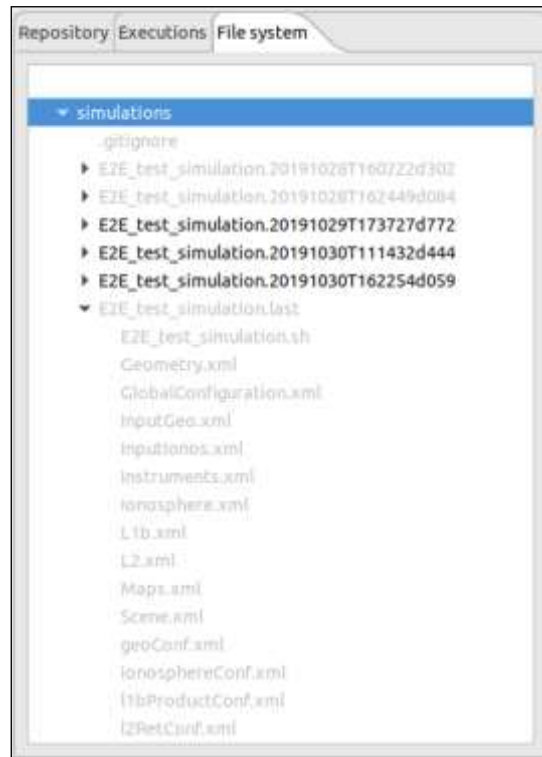 Repository Executions File system
simulations
.gitignore
E2E_test_simulation.20191028T160722d302
E2E_test_simulation.20191028T162449d084
E2E_test_simulation.20191029T173727d772
E2E_test_simulation.20191030T111432d444
E2E_test_simulation.20191030T162254d059
E2E_test_simulation.last
E2E_test_simulation.sh
Geometry.xml
GlobalConfiguration.xml
InputGeo.xml
InputIonos.xml
Instruments.xml
Ionosphere.xml
L1b.xml
L2.xml
Maps.xml
Scene.xml
geoConf.xml
ionosphereConf.xml
l1bProductConf.xml
l2RetConf.xml